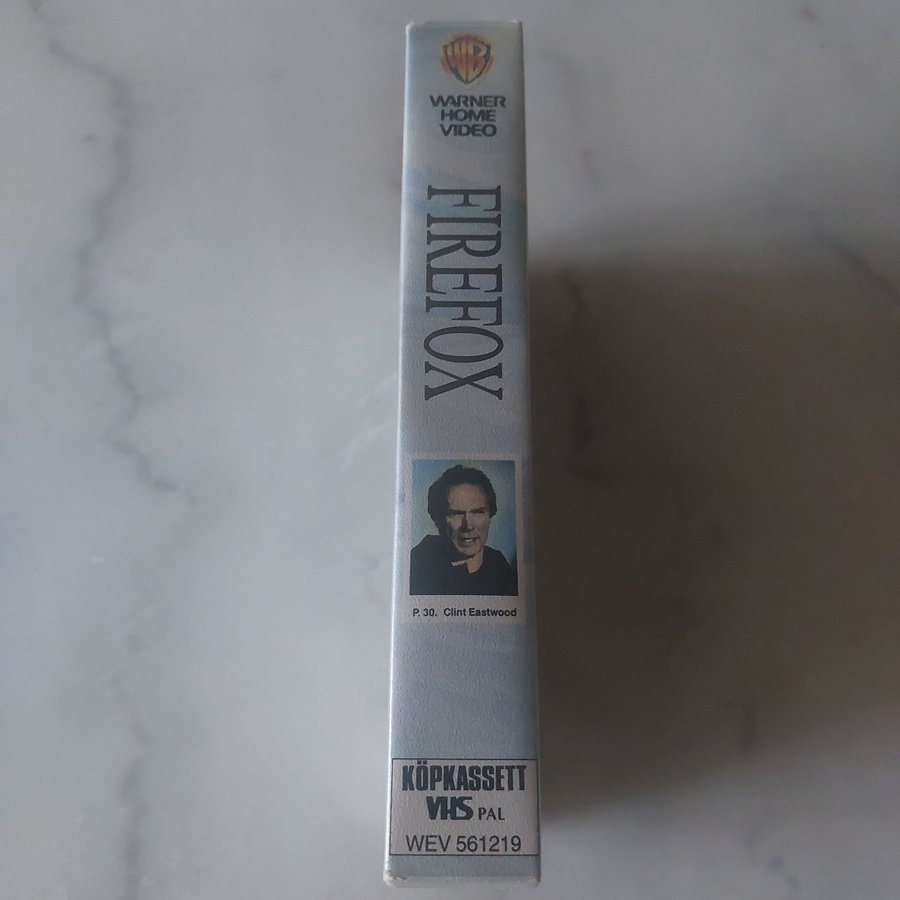 WB
WARNER
HOME
VIDEO
FIREFOX
P. 30. Clint Eastwood
KÖPKASSETT
VHS PAL
WEV 561219